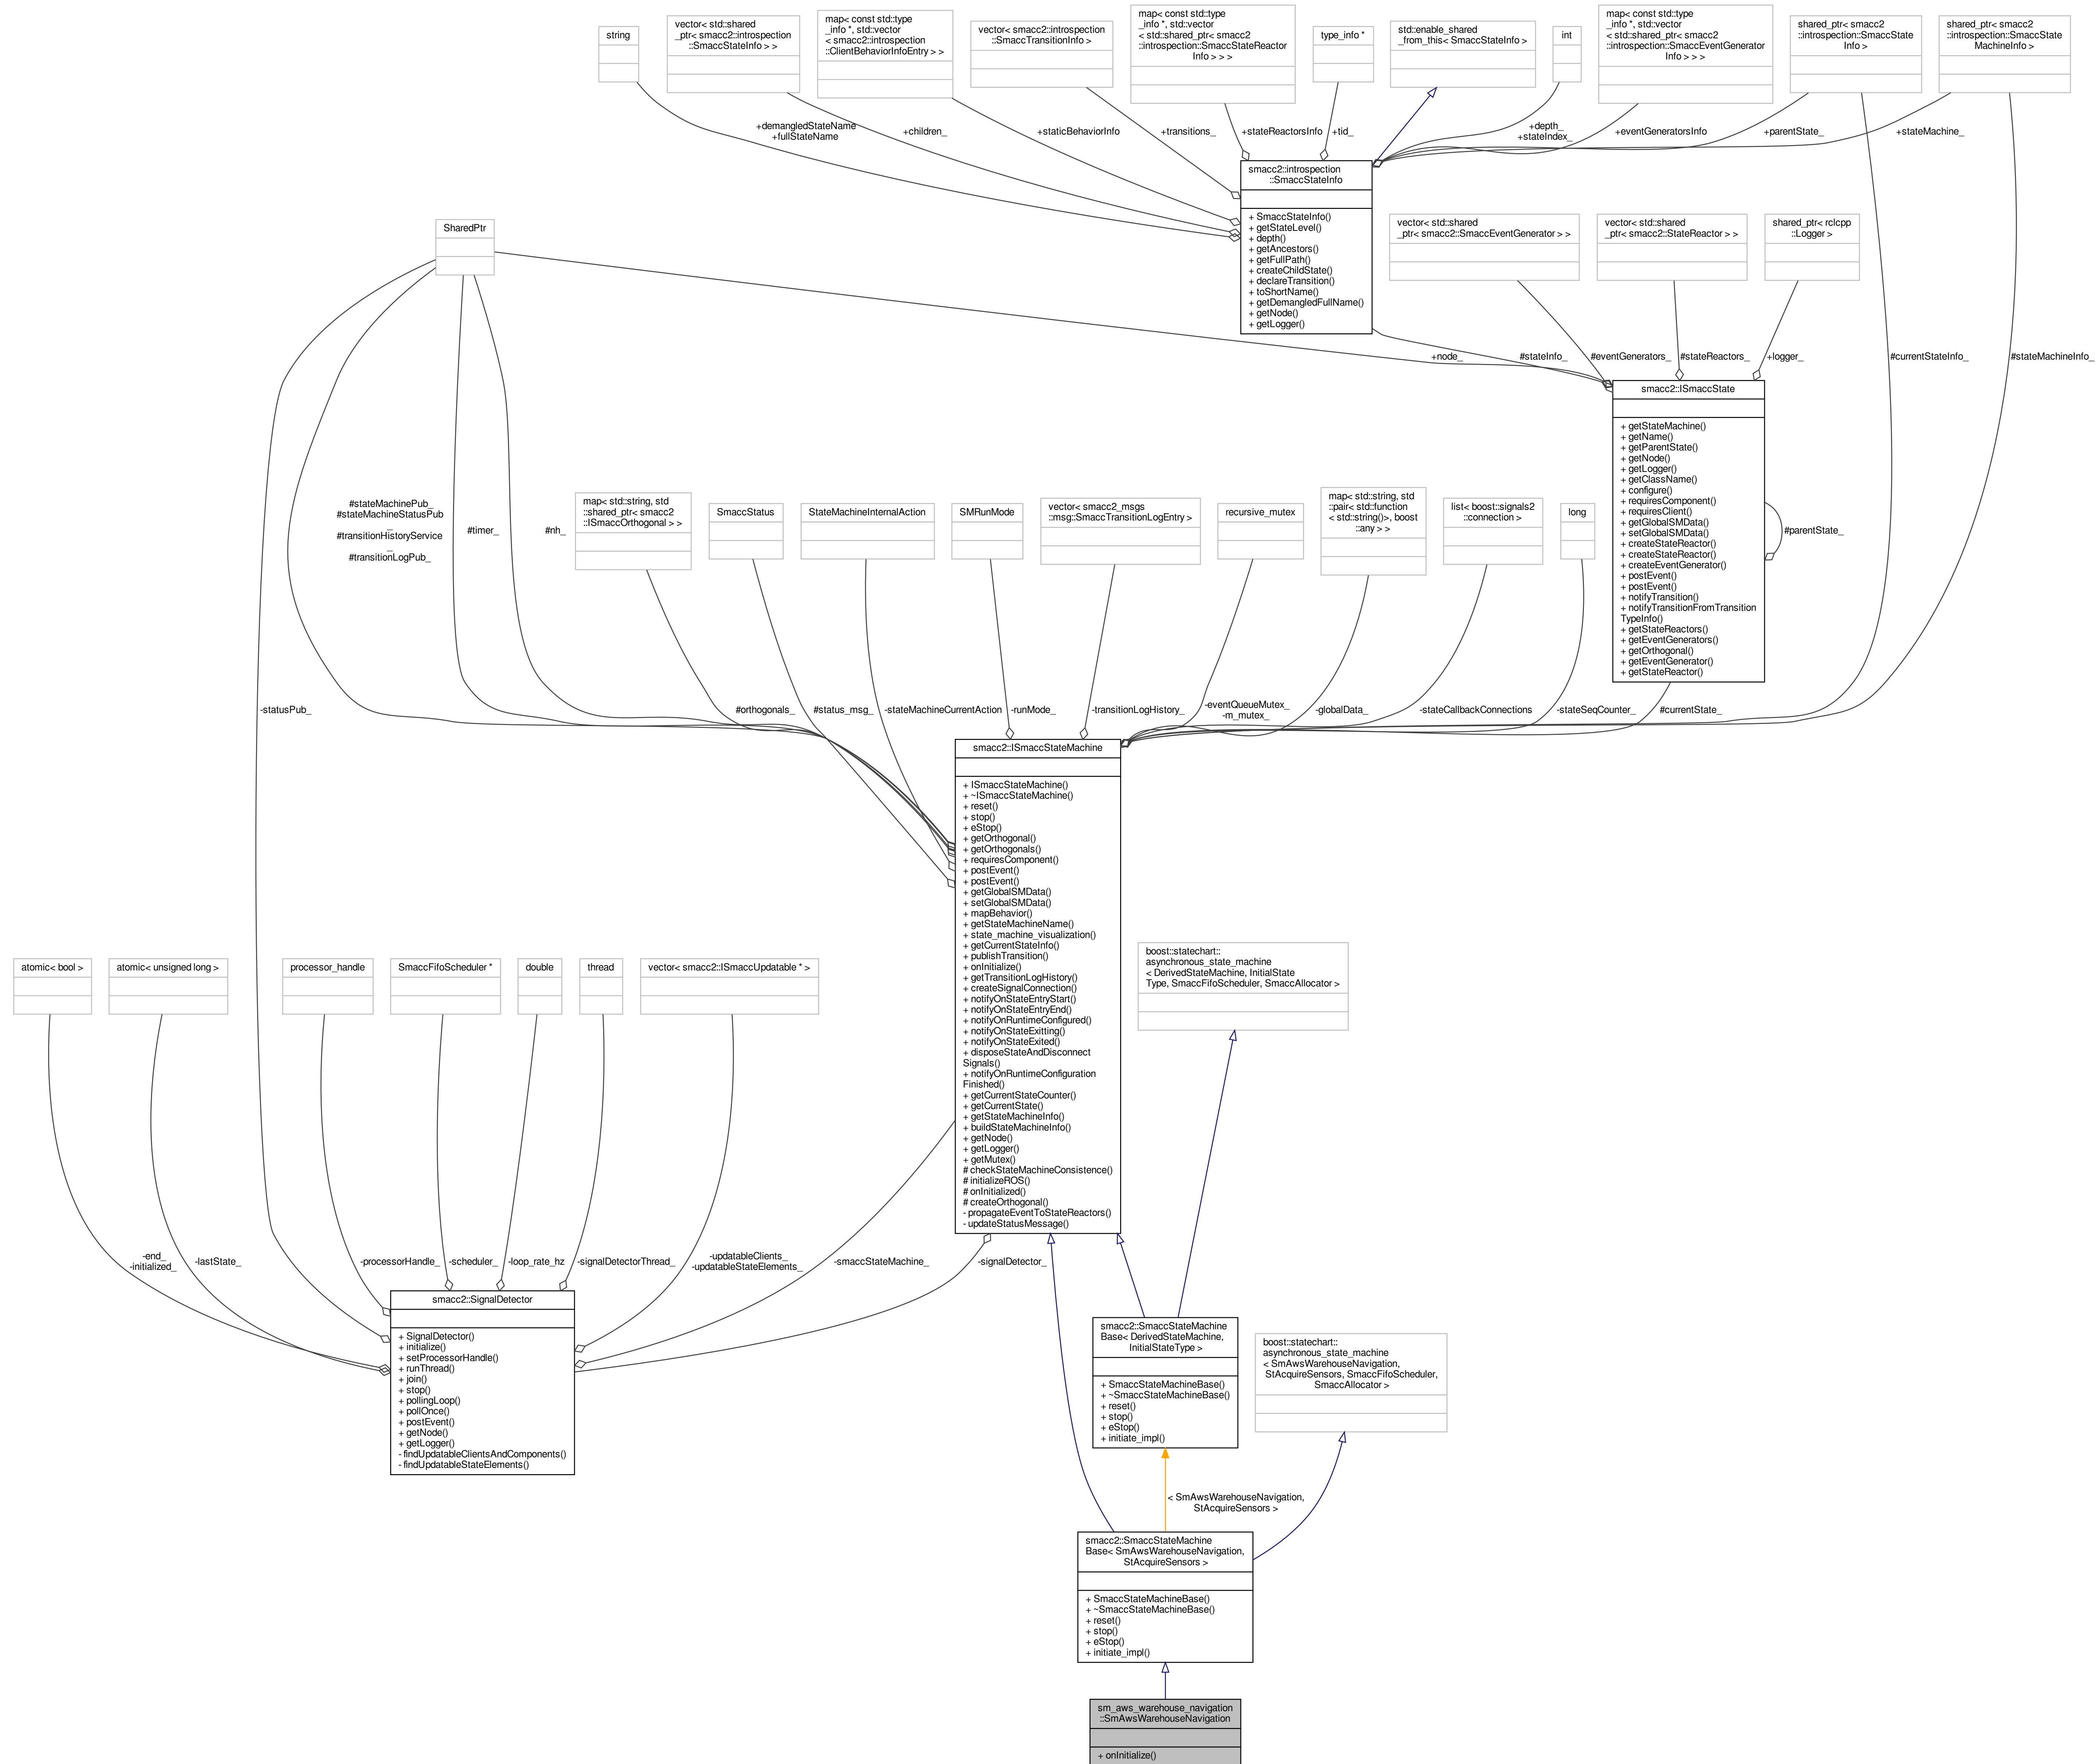 string
vector< std::shared
_ptr< smacc2::introspection
::SmaccStateInfo > >
map< const std::type
_info *, std::vector
< smacc2::introspection
::ClientBehaviorInfoEntry > >
vector< smacc2::introspection
::SmaccTransitionInfo >
map< const std::type
_info *, std::vector
< std::shared_ptr< smacc2
::introspection::SmaccStateReactor
Info > > >
type_info *
std::enable_shared
_from_this< SmaccStateInfo >
int
map< const std::type
_info *, std::vector
< std::shared_ptr< smacc2
::introspection::SmaccEventGenerator
Info > > >
shared_ptr< smacc2
::introspection::SmaccState
Info >
shared_ptr< smacc2
::introspection::SmaccState
MachineInfo >
+demangledStateName
+fullStateName
+children_
+staticBehaviorInfo
+transitions_
+stateReactorsInfo
+tid_
+depth_
+stateIndex_
+eventGeneratorsInfo
+parentState_
+stateMachine_
smacc2::introspection
::SmaccStateInfo
+ SmaccStateInfo()
+ getStateLevel()
+ depth()
+ getAncestors()
+ getFullPath()
+ createChildState()
+ declareTransition()
+ toShortName()
+ getDemangledFullName()
+ getNode()
+ getLogger()
SharedPtr
vector< std::shared
_ptr< smacc2::SmaccEventGenerator > >
vector< std::shared
_ptr< smacc2::StateReactor > >
shared_ptr< rclcpp
::Logger >
+node_
#stateInfo_
#eventGenerators_
#stateReactors_
+logger_
#currentStateInfo_
#stateMachineInfo_
smacc2::ISmaccState
+ getStateMachine()
+ getName()
+ getParentState()
+ getNode()
+ getLogger()
+ getClassName()
+ configure()
+ requiresComponent()
+ requiresClient()
+ getGlobalSMData()
+ setGlobalSMData()
+ createStateReactor()
+ createStateReactor()
+ createEventGenerator()
+ postEvent()
+ postEvent()
+ notifyTransition()
+ notifyTransitionFromTransition
TypeInfo()
+ getStateReactors()
+ getEventGenerators()
+ getOrthogonal()
+ getEventGenerator()
+ getStateReactor()
#parentState_
#stateMachinePub_
#stateMachineStatusPub
_
#transitionHistoryService
_
#transitionLogPub_
#timer_
#nh_
map< std::string, std
::shared_ptr< smacc2
::ISmaccOrthogonal > >
SmaccStatus
StateMachineInternalAction
SMRunMode
vector< smacc2_msgs
::msg::SmaccTransitionLogEntry >
recursive_mutex
map< std::string, std
::pair< std::function
< std::string()>, boost
::any > >
list< boost::signals2
::connection >
long
-statusPub_
#orthogonals_
#status_msg_
-stateMachineCurrentAction
-runMode_
-transitionLogHistory_
-eventQueueMutex_
-m_mutex_
-globalData_
-stateCallbackConnections
-stateSeqCounter_
#currentState_
smacc2::ISmaccStateMachine
+ ISmaccStateMachine()
+ ~ISmaccStateMachine()
+ reset()
+ stop()
+ eStop()
+ getOrthogonal()
+ getOrthogonals()
+ requiresComponent()
+ postEvent()
+ postEvent()
+ getGlobalSMData()
+ setGlobalSMData()
+ mapBehavior()
+ getStateMachineName()
+ state_machine_visualization()
+ getCurrentStateInfo()
+ publishTransition()
+ onInitialize()
+ getTransitionLogHistory()
+ createSignalConnection()
+ notifyOnStateEntryStart()
+ notifyOnStateEntryEnd()
+ notifyOnRuntimeConfigured()
+ notifyOnStateExitting()
+ notifyOnStateExited()
+ disposeStateAndDisconnect
Signals()
+ notifyOnRuntimeConfiguration
Finished()
+ getCurrentStateCounter()
+ getCurrentState()
+ getStateMachineInfo()
+ buildStateMachineInfo()
+ getNode()
+ getLogger()
+ getMutex()
# checkStateMachineConsistence()
# initializeROS()
# onInitialized()
# createOrthogonal()
- propagateEventToStateReactors()
- updateStatusMessage()
atomic< bool >
atomic< unsigned long >
processor_handle
SmaccFifoScheduler *
double
thread
vector< smacc2::ISmaccUpdatable * >
boost::statechart::
asynchronous_state_machine
< DerivedStateMachine, InitialState
Type, SmaccFifoScheduler, SmaccAllocator >
-end_
-initialized_
-lastState_
-processorHandle_
-scheduler_
-loop_rate_hz
-signalDetectorThread_
-updatableClients_
-updatableStateElements_
-smaccStateMachine_
-signalDetector_
smacc2::SignalDetector
+ SignalDetector()
+ initialize()
+ setProcessorHandle()
+ runThread()
+ join()
+ stop()
+ pollingLoop()
+ pollOnce()
+ postEvent()
+ getNode()
+ getLogger()
- findUpdatableClientsAndComponents()
- findUpdatableStateElements()
smacc2::SmaccStateMachine
Base< DerivedStateMachine,
InitialStateType >
+ SmaccStateMachineBase()
+ ~SmaccStateMachineBase()
+ reset()
+ stop()
+ eStop()
+ initiate_impl()
boost::statechart::
asynchronous_state_machine
< SmAwsWarehouseNavigation,
StAcquireSensors, SmaccFifoScheduler,
SmaccAllocator >
< SmAwsWarehouseNavigation,
StAcquireSensors >
smacc2::SmaccStateMachine
Base< SmAwsWarehouseNavigation,
StAcquireSensors >
+ SmaccStateMachineBase()
+ ~SmaccStateMachineBase()
+ reset()
+ stop()
+ eStop()
+ initiate_impl()
sm_aws_warehouse_navigation
::SmAwsWarehouseNavigation
+ onInitialize()